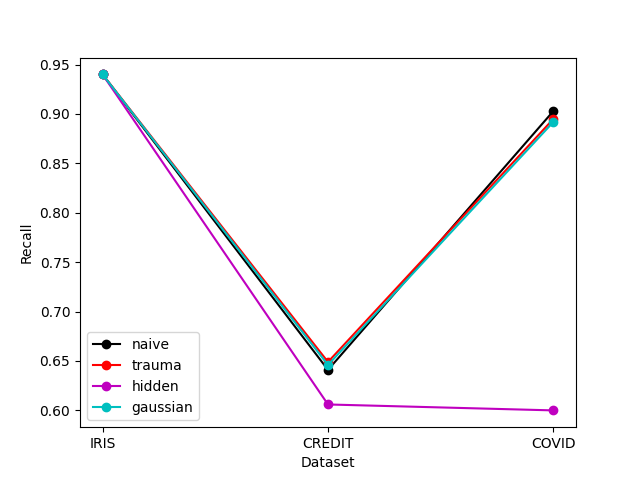 0.95
0.90
0.85
0.80
0.75
0.70
0.65
0.60
Recall
naive
trauma
hidden
gaussian
IRIS CREDIT COVID
Dataset